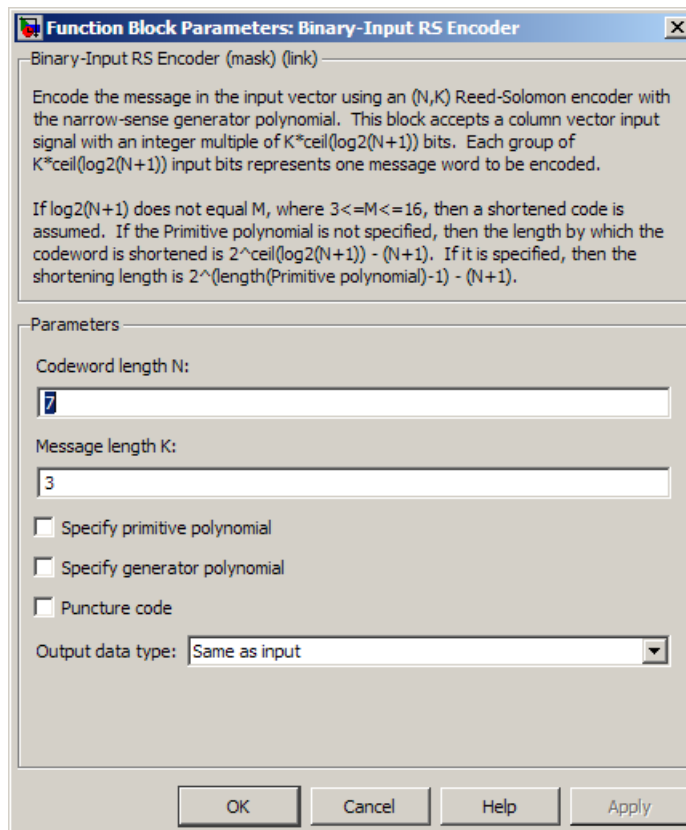 Function Block Parameters: Binary-Input RS Encoder
Binary-Input RS Encoder (mask) (link)
Encode the message in the input vector using an (N,K) Reed-Solomon encoder with
the narrow-sense generator polynomial.  This block accepts a column vector input
signal with an integer multiple of K*ceil(log2(N+1)) bits.  Each group of
K*ceil(log2(N+1)) input bits represents one message word to be encoded.
If log2(N+1) does not equal M, where 3<=M<=16, then a shortened code is
assumed.  If the Primitive polynomial is not specified, then the length by which the
codeword is shortened is 2^ceil(log2(N+1)) - (N+1).  If it is specified, then the
shortening length is 2^(length(Primitive polynomial)-1) - (N+1).
Parameters
Codeword length N:
7
Message length K:
3
Specify primitive polynomial
Specify generator polynomial
Puncture code
Output data type: Same as input
OK Cancel Help Apply